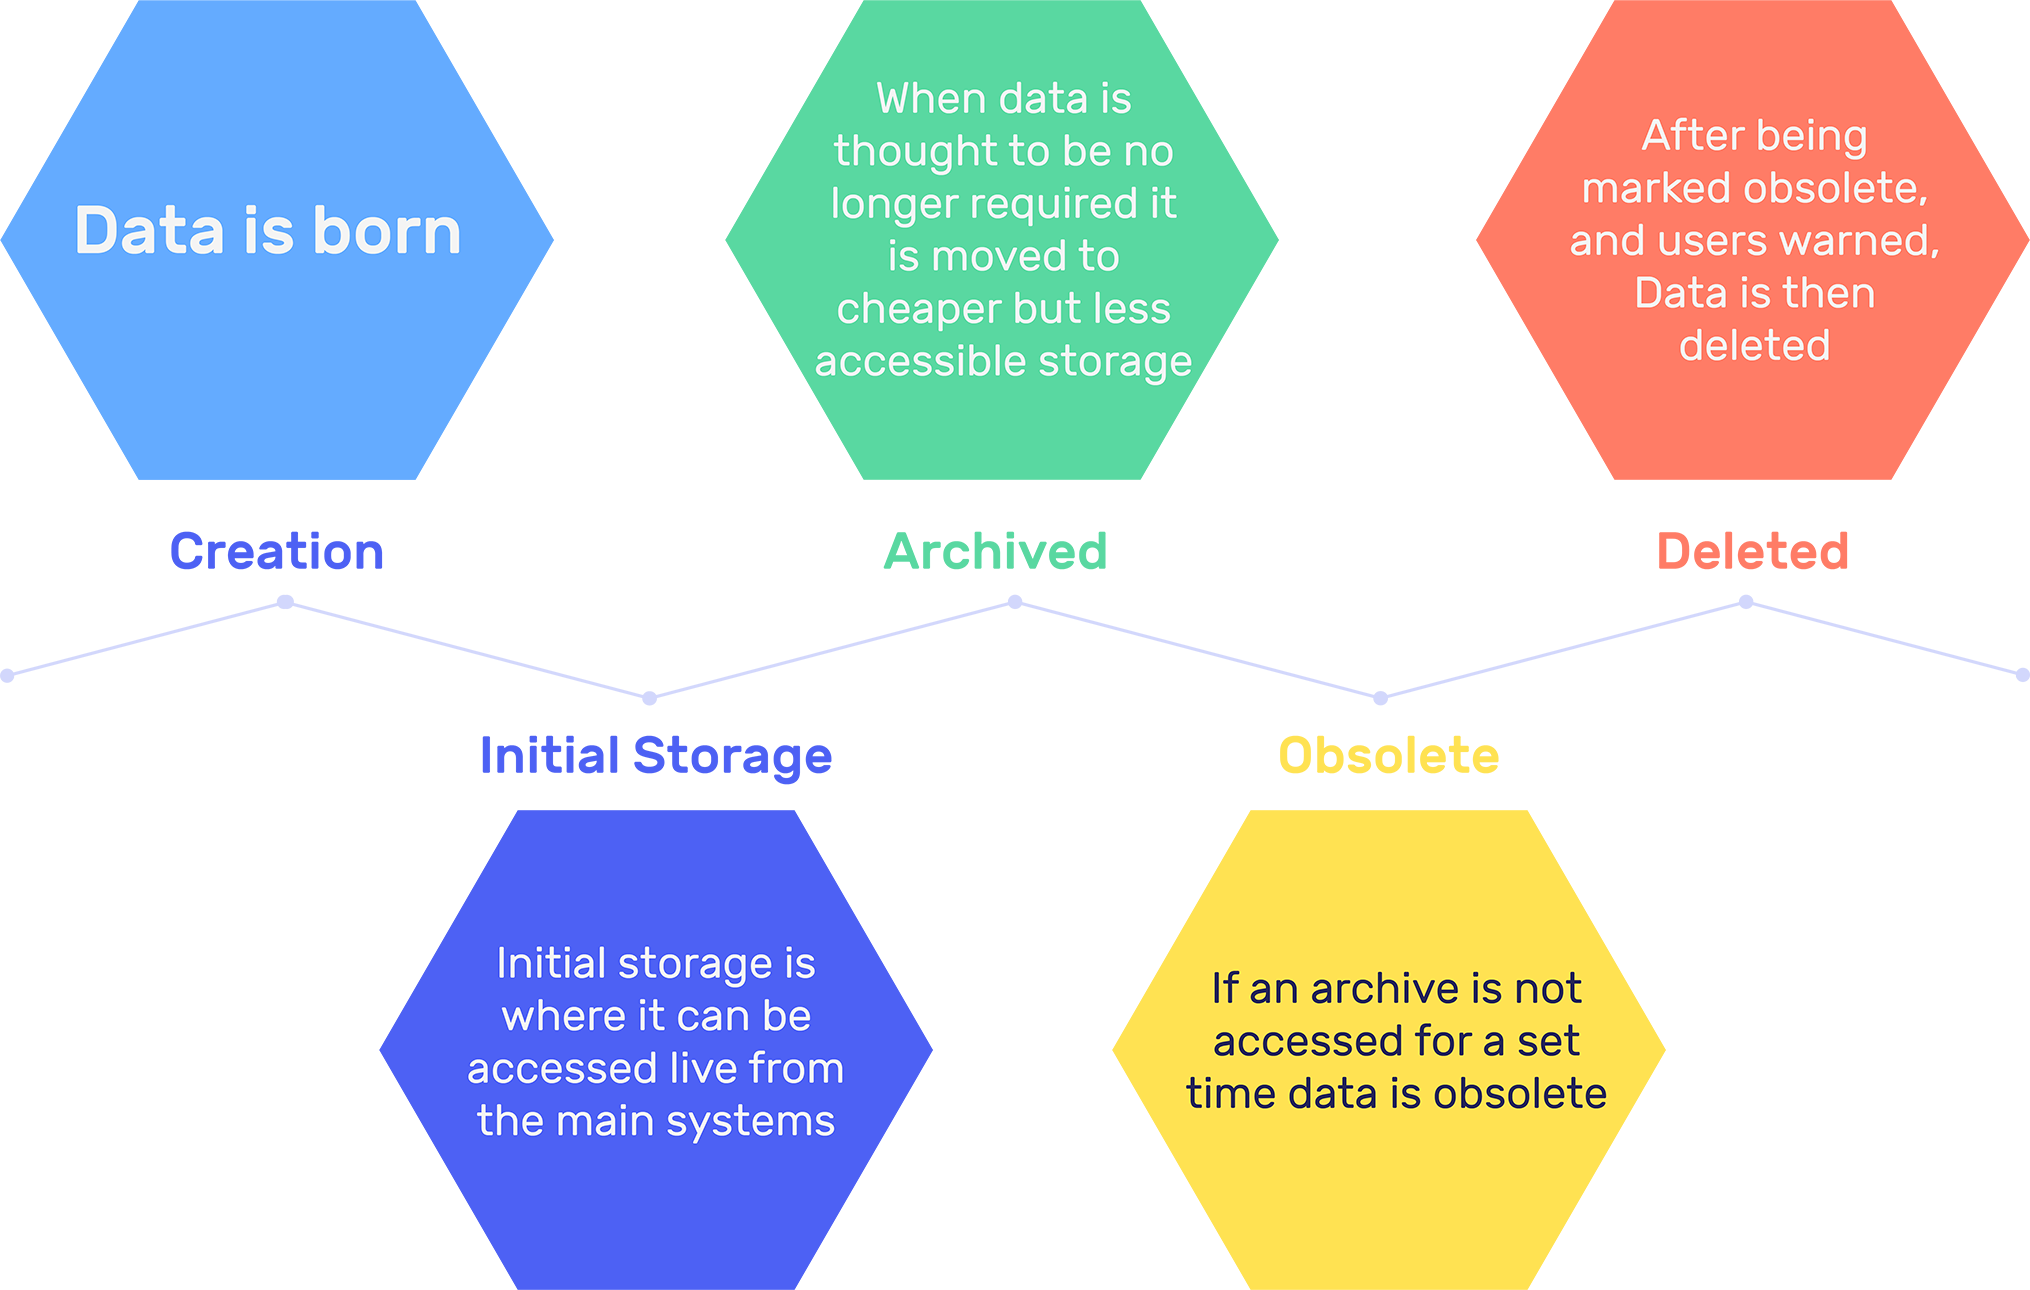 Data is born
Creation
Initial Storage
Initial storage is
where it can be
accessed live from
the main systems
When data is
thought to be no
longer required it
is moved to
cheaper but less
accessible storage
Archived
Obsolete
If an archive is not
accessed for a set
time data is obsolete
After being
marked obsolete,
and users warned,
Data is then
deleted
Deleted